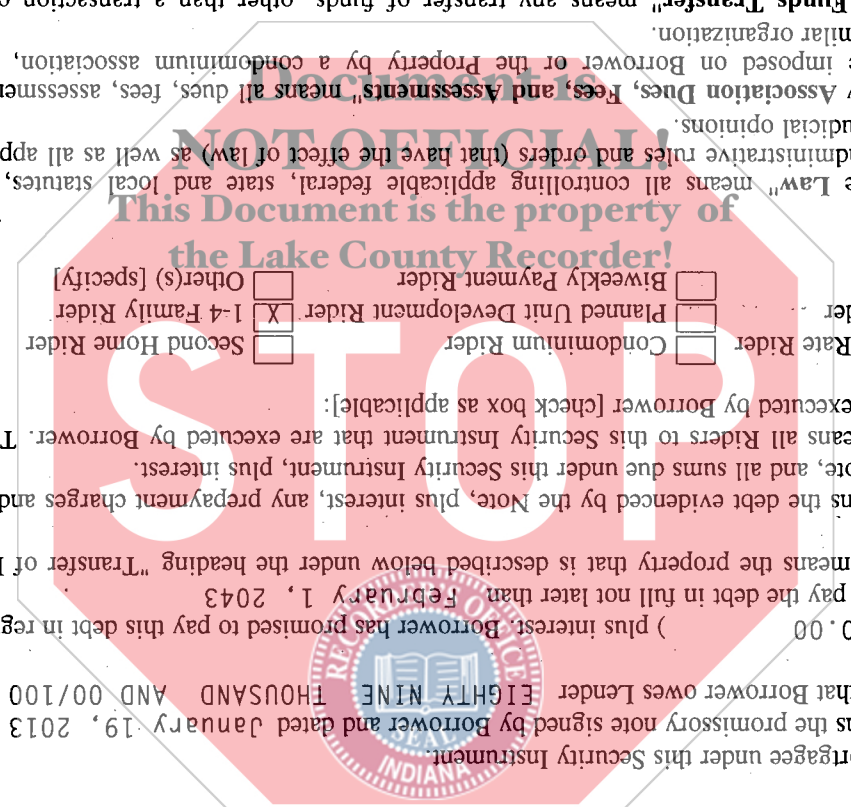 ortgagee under this Security Instrument.
ns the promissory note signed by Borrower and dated January 19, 2013
that Borrower owes Lender EIGHTY NINE THOUSAND AND 00/100
0.00 ) plus interest. Borrower has promised to pay this debt in reg
pay the debt in full not later than February 1, 2043 .
means the property that is described below under the heading "Transfer of
ns the debt evidenced by the Note, plus interest, any prepayment charges and
ote, and all sums due under this Security Instrument, plus interest.
eans all Riders to this Security Instrument that are executed by Borrower. T
executed by Borrower [check box as applicable]:
Rate Rider Condominium Rider Second Home Rider
der Planned Unit Development Rider X 1-4 Family Rider
Biweekly Payment Rider Other(s) [specify]
e Law" means all controlling applicable federal, state and local statutes,
dministrative rules and orders (that have the effect of law) as well as all app
udicial opinions.
y Association Dues, Fees, and Assessments" means all dues, fees, assessmen
e imposed on Borrower or the Property by a condominium association,
milar organization.
Funds Transfer" means any transfer of funds, other than a transaction o
Document is
NOT OFFICIAL!
This Document is the property of
the Lake County Recorder!
STOP
RECORDER'S OFFICE
SEAL
INDIANA